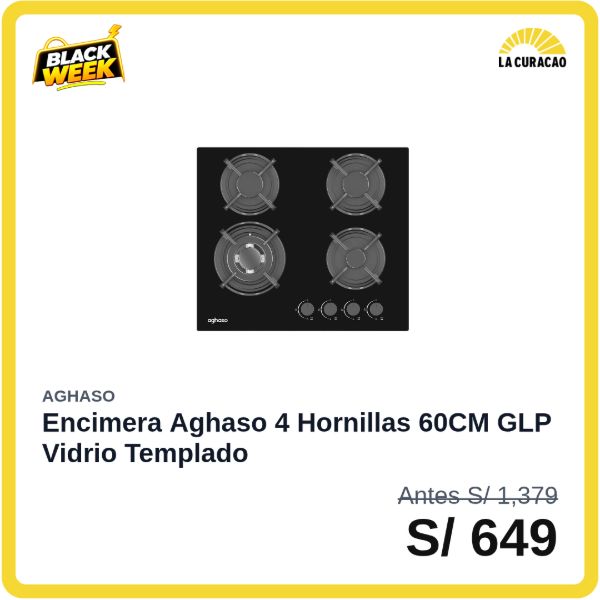 BLACK
WEEK
LA CURACAO
aghaso
AGHASO
Encimera Aghaso 4 Hornillas 60CM GLP
Vidrio Templado
Antes S/ 1,379
S/ 649